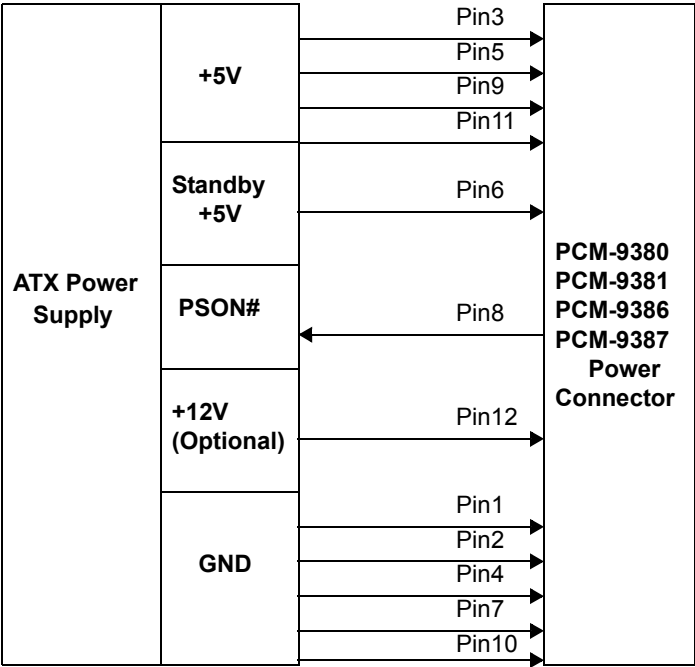 ATX Power
Supply
+5V
Standby
+5V
PSON#
+12V
(Optional)
GND
Pin3
Pin5
Pin9
Pin11
Pin6
Pin8
Pin12
Pin1
Pin2
Pin4
Pin7
Pin10
PCM-9380
PCM-9381
PCM-9386
PCM-9387
Power
Connector